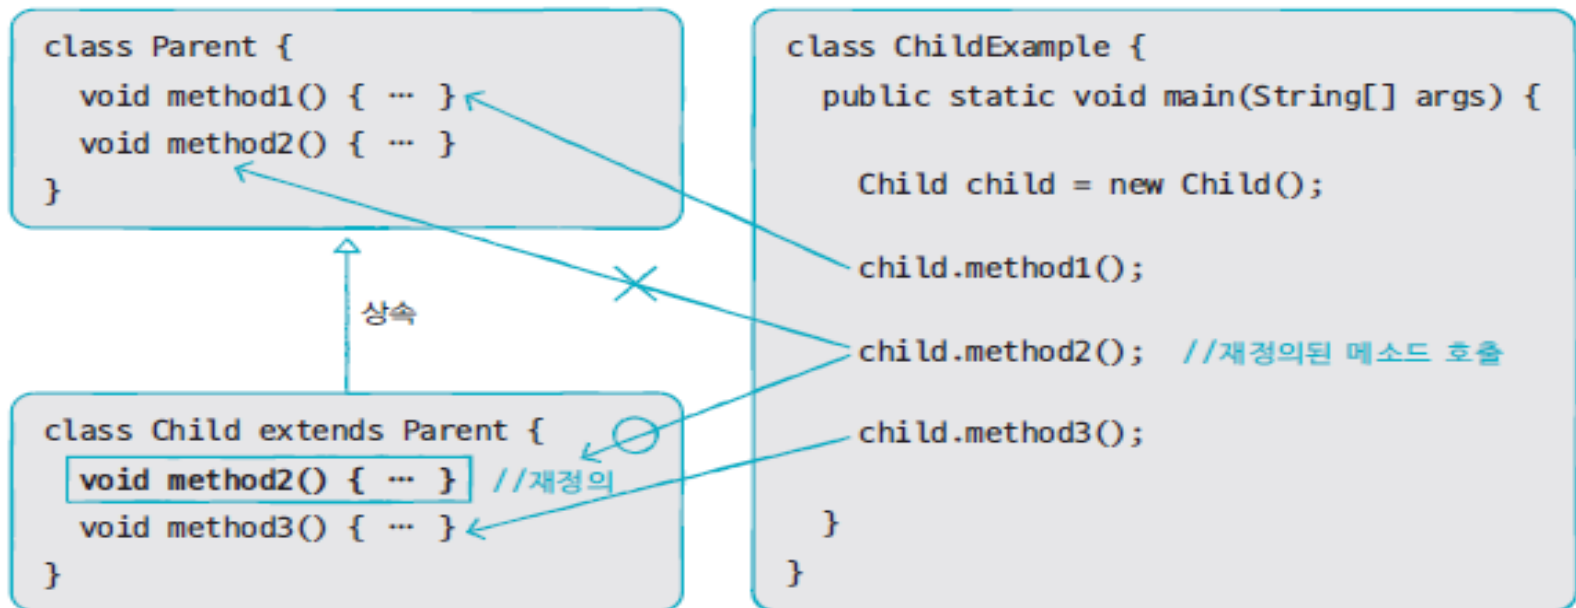 class Parent {
void method1() { … }
void method2() { … }
}
상속
class Child extends Parent {
void method2() { … } //재정의
void method3() { … }
}
class ChildExample {
public static void main(String[] args) {
Child child = new Child();
child.method1();
child.method2(); //재정의된 메소드 호출
child.method3();
}
}